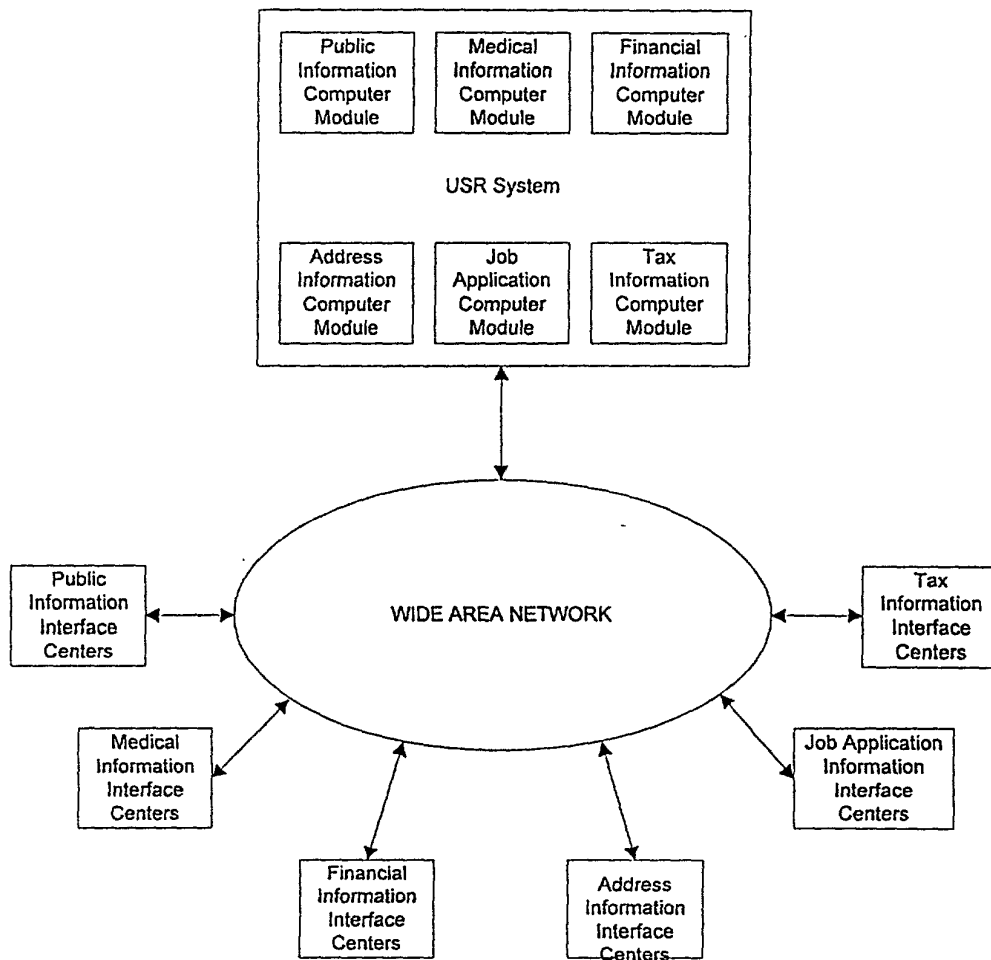 Public
Information
Computer
Module
Medical
Information
Computer
Module
Financial
Information
Computer
Module
USR System
Address
Information
Computer
Module
Job
Application
Computer
Module
Tax
Information
Computer
Module
WIDE AREA NETWORK
Public
Information
Interface
Centers
Tax
Information
Interface
Centers
Medical
Information
Interface
Centers
Job Application
Information
Interface
Centers
Financial
Information
Interface
Centers
Address
Information
Interface
Centers